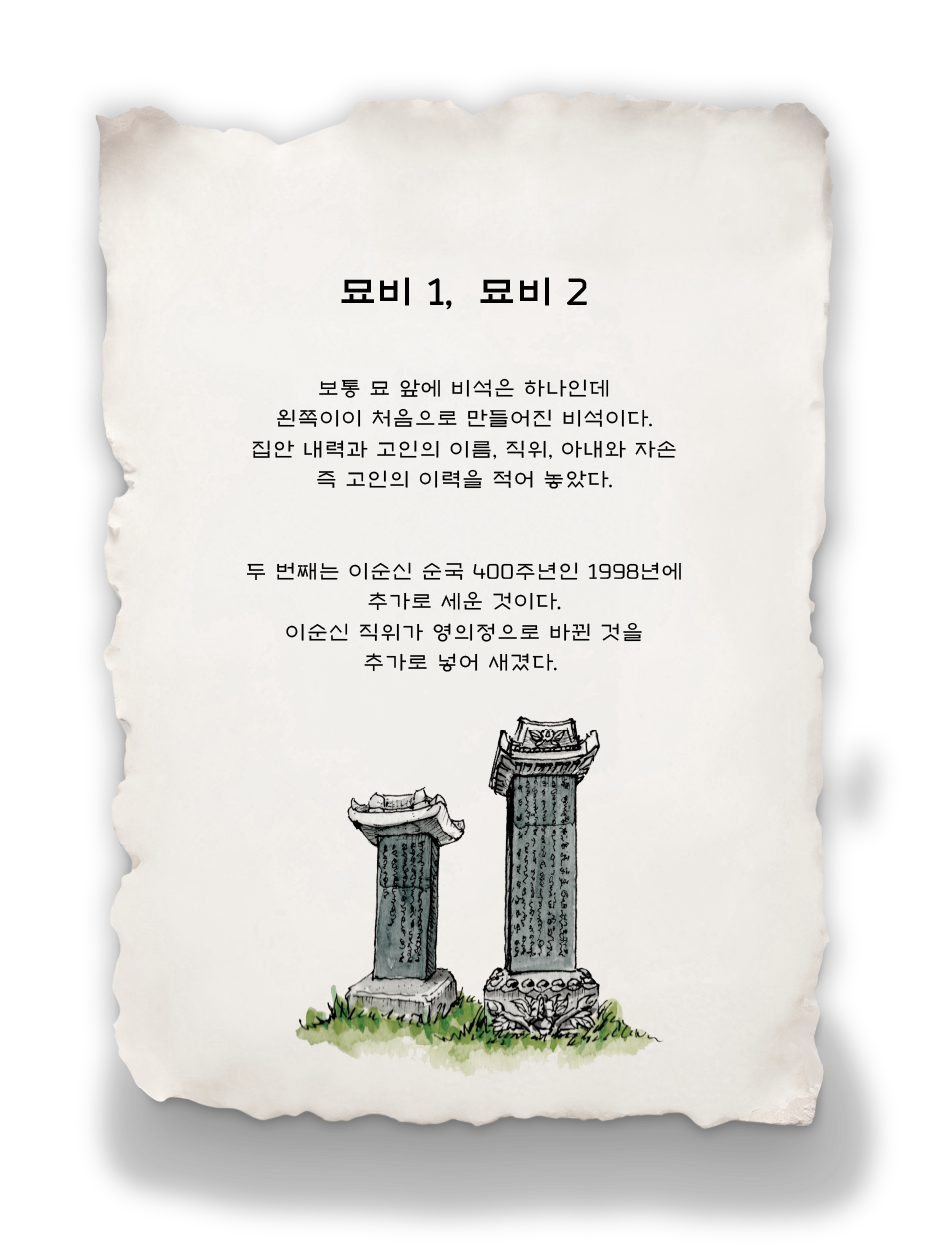 묘비 1, 묘비 2
보통 묘 앞에 비석은 하나인데
왼쪽이이 처음으로 만들어진 비석이다.
집안 내력과 고인의 이름, 직위, 아내와 자손
즉 고인의 이력을 적어 놓았다.
두 번째는 이순신 순국 400주년인 1998년에
추가로 세운 것이다.
이순신 직위가 영의정으로 바뀐 것을
추가로 넣어 새겼다.